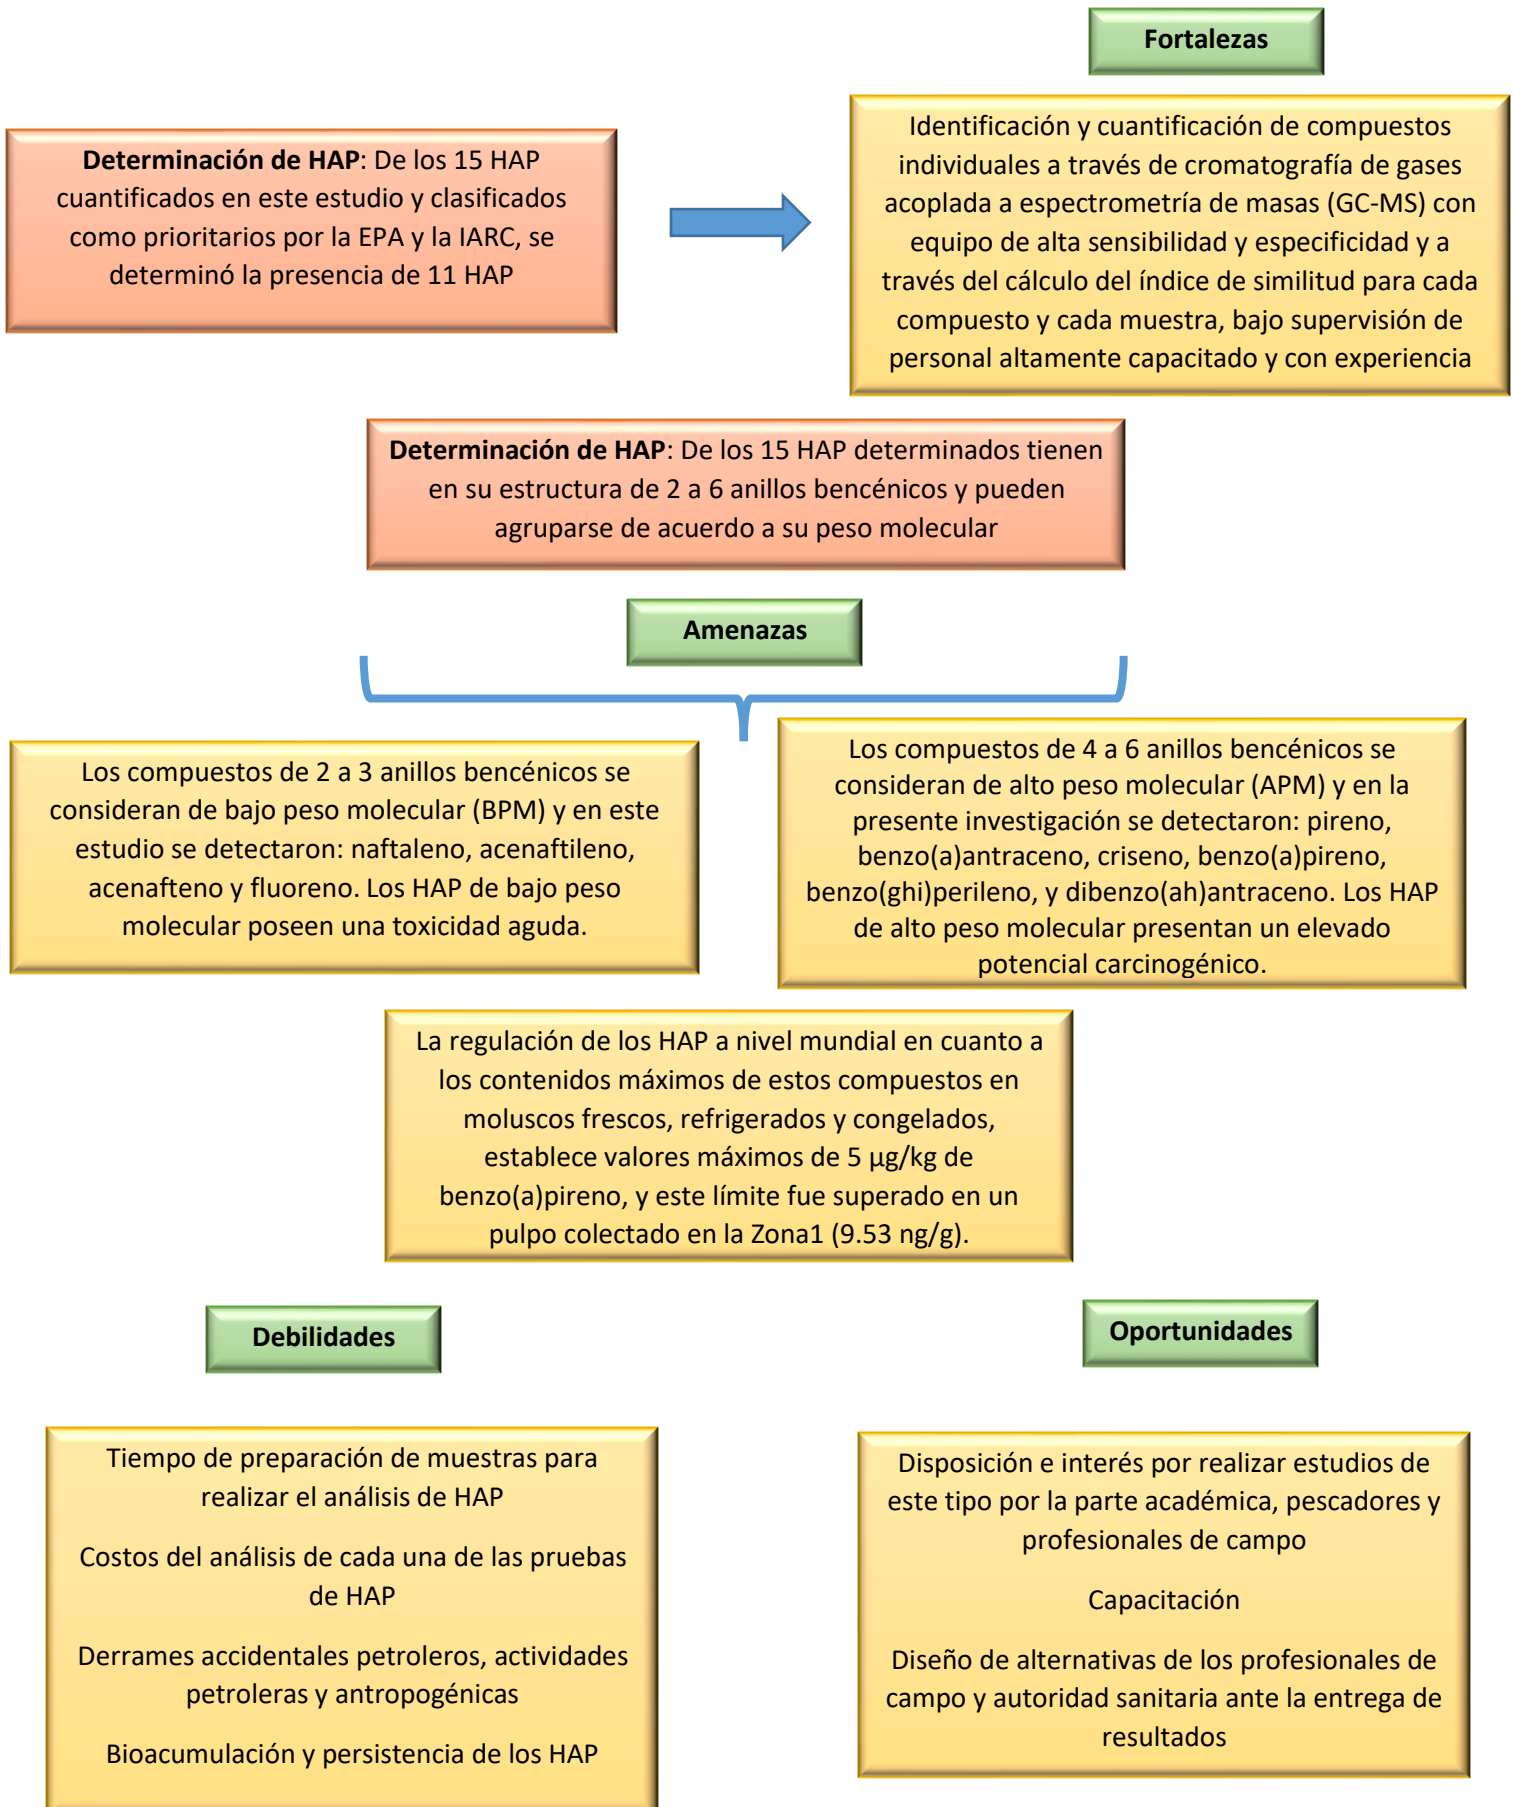 Fortalezas
Determinación de HAP: De los 15 HAP
cuantificados en este estudio y clasificados
como prioritarios por la EPA y la IARC, se
determinó la presencia de 11 HAP
Identificación y cuantificación de compuestos
individuales a través de cromatografía de gases
acoplada a espectrometría de masas (GC-MS) con
equipo de alta sensibilidad y especificidad y a
través del cálculo del índice de similitud para cada
compuesto y cada muestra, bajo supervisión de
personal altamente capacitado y con experiencia
Determinación de HAP: De los 15 HAP determinados tienen
en su estructura de 2 a 6 anillos bencénicos y pueden
agruparse de acuerdo a su peso molecular
Amenazas
Los compuestos de 2 a 3 anillos bencénicos se
consideran de bajo peso molecular (BPM) y en este
estudio se detectaron: naftaleno, acenaftileno,
acenafteno y fluoreno. Los HAP de bajo peso
molecular poseen una toxicidad aguda.
Los compuestos de 4 a 6 anillos bencénicos se
consideran de alto peso molecular (APM) y en la
presente investigación se detectaron: pireno,
benzo(a)antraceno, criseno, benzo(a)pireno,
benzo(ghi)perileno, y dibenzo(ah)antraceno. Los HAP
de alto peso molecular presentan un elevado
potencial carcinogénico.
La regulación de los HAP a nivel mundial en cuanto a
los contenidos máximos de estos compuestos en
moluscos frescos, refrigerados y congelados,
establece valores máximos de 5 µg/kg de
benzo(a)pireno, y este límite fue superado en un
pulpo colectado en la Zona1 (9.53 ng/g).
Debilidades
Tiempo de preparación de muestras para
realizar el análisis de HAP
Costos del análisis de cada una de las pruebas
de HAP
Derrames accidentales petroleros, actividades
petroleras y antropogénicas
Bioacumulación y persistencia de los HAP
Oportunidades
Disposición e interés por realizar estudios de
este tipo por la parte académica, pescadores y
profesionales de campo
Capacitación
Diseño de alternativas de los profesionales de
campo y autoridad sanitaria ante la entrega de
resultados